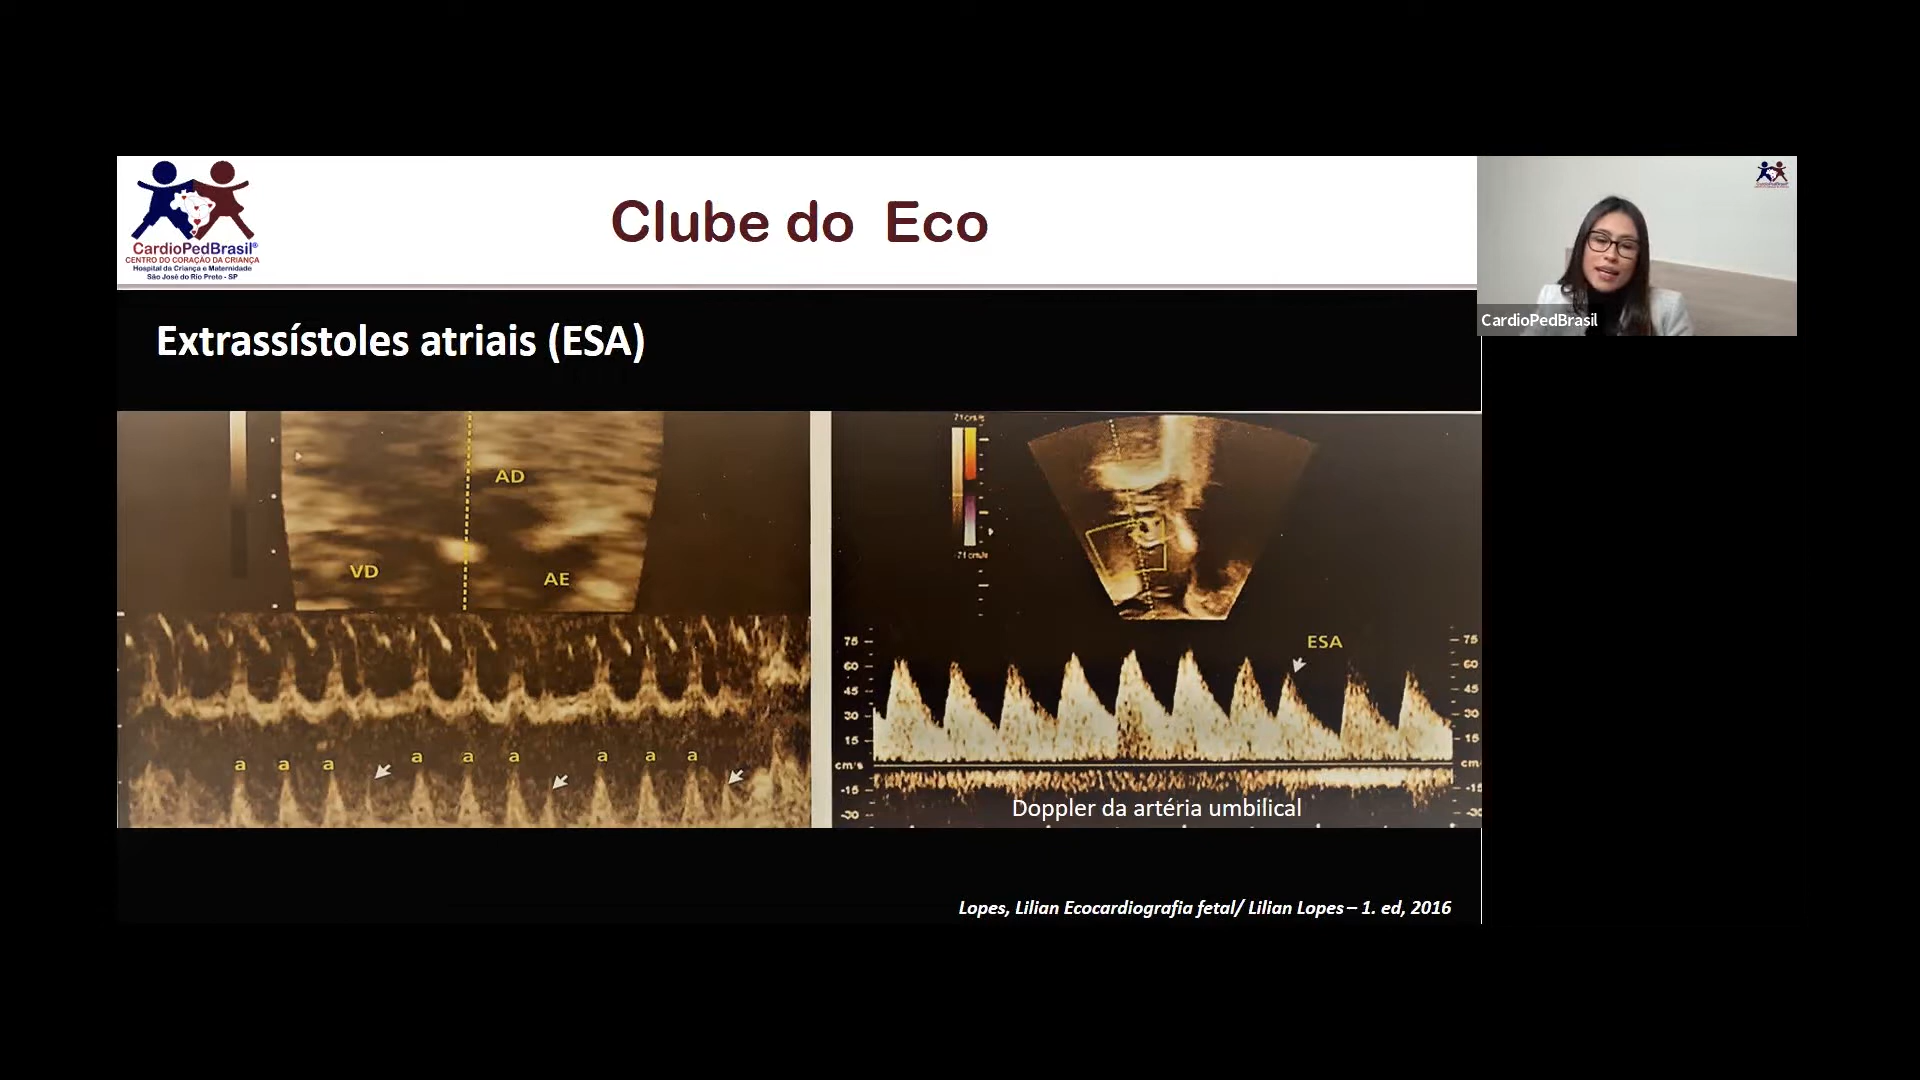 CardioPedBrasil®
CENTRO DO CORAÇÃO DA CRIANÇA
Hospital da Criança e Maternidade
São José do Rio Preto - SP
Clube do Eco
CardioPedBrasil
Extrassístoles atriais (ESA)
AD
VD
AE
a a a a a a a a a
71 cm/s
-71 cm/s
ESA
75 75
60 60
45 45
30 30
15 15
cm/s cm
-15 -15
-30 -30
Doppler da artéria umbilical
Lopes, Lilian Ecocardiografia fetal/ Lilian Lopes – 1. ed, 2016